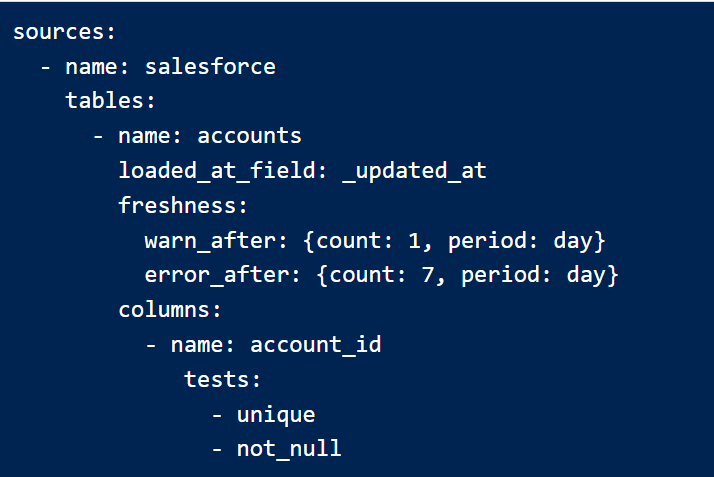 sources:
  - name: salesforce
    tables:
      - name: accounts
        loaded_at_field: _updated_at
        freshness:
          warn_after: {count: 1, period: day}
          error_after: {count: 7, period: day}
        columns:
          - name: account_id
             tests:
               - unique
               - not_null